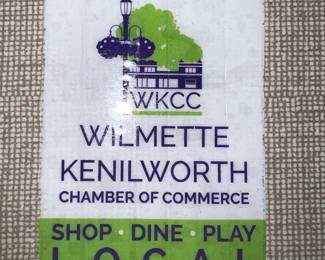 WKCC
WILMETTE
KENILWORTH
CHAMBER OF COMMERCE
SHOP • DINE • PLAY
LOCAL